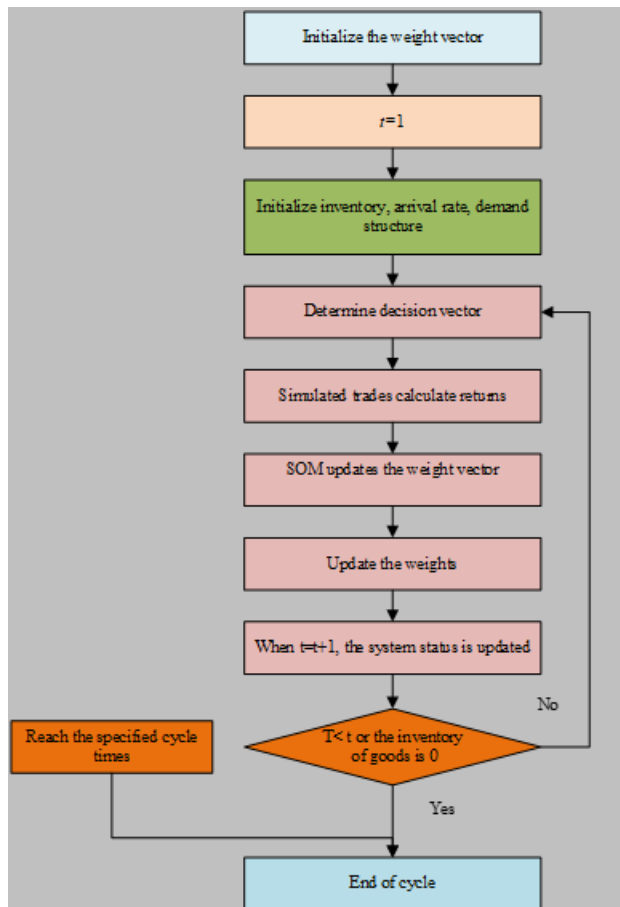 Initialize the weight vector
t=1
Initialize inventory, arrival rate, demand
structure
Determine decision vector
Simulated trades calculate returns
SOM updates the weight vector
Update the weights
When t=t+1, the system status is updated
No
T< t or the inventory
of goods is 0
Reach the specified cycle
times
Yes
End of cycle